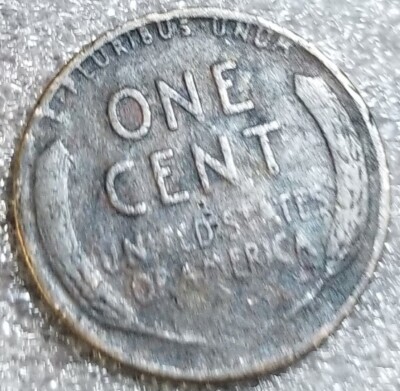 E·PLURIBUS·UNUM
ONE
CENT
UNITED·STATES
OF·AMERICA